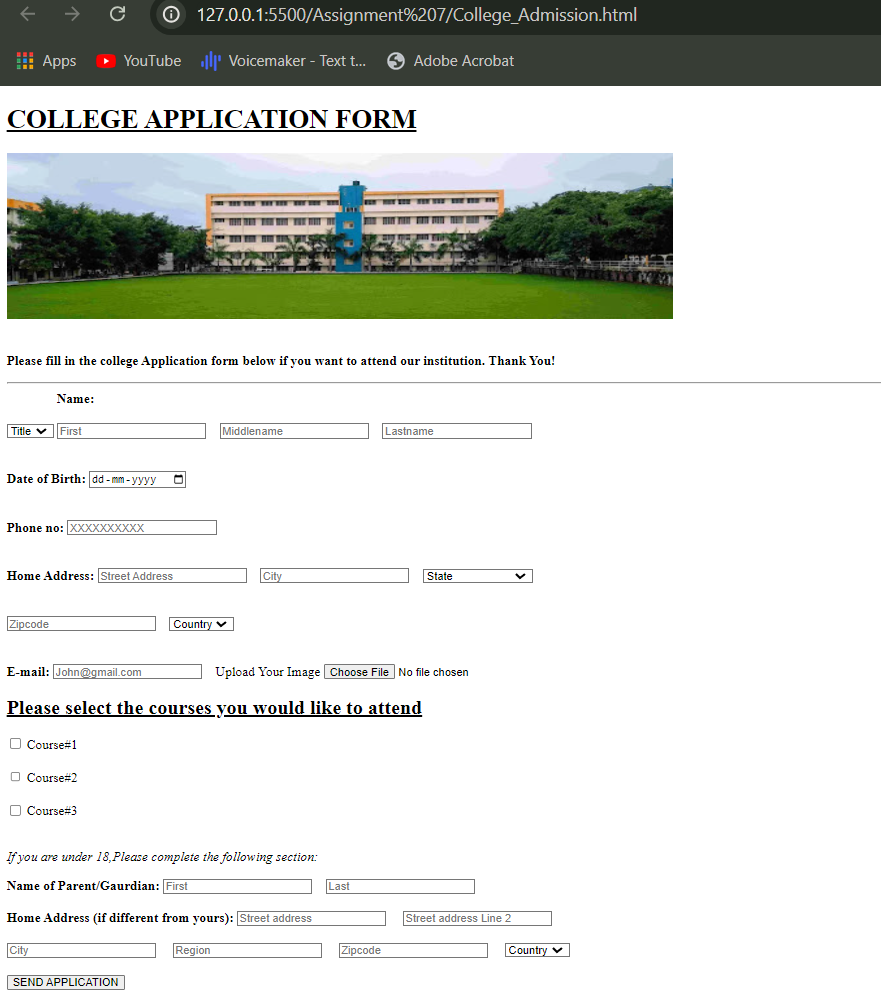 127.0.0.1:5500/Assignment%207/College_Admission.html
Apps YouTube Voicemaker - Text t... Adobe Acrobat
COLLEGE APPLICATION FORM
Please fill in the college Application form below if you want to attend our institution. Thank You!
Name:
Title First Middlename Lastname
Date of Birth: dd-mm-yyyy
Phone no: XXXXXXXXXX
Home Address: Street Address City State
Zipcode Country
E-mail: John@gmail.com Upload Your Image Choose File No file chosen
Please select the courses you would like to attend
Course#1
Course#2
Course#3
If you are under 18,Please complete the following section:
Name of Parent/Gaurdian: First Last
Home Address (if different from yours): Street address Street address Line 2
City Region Zipcode Country
SEND APPLICATION